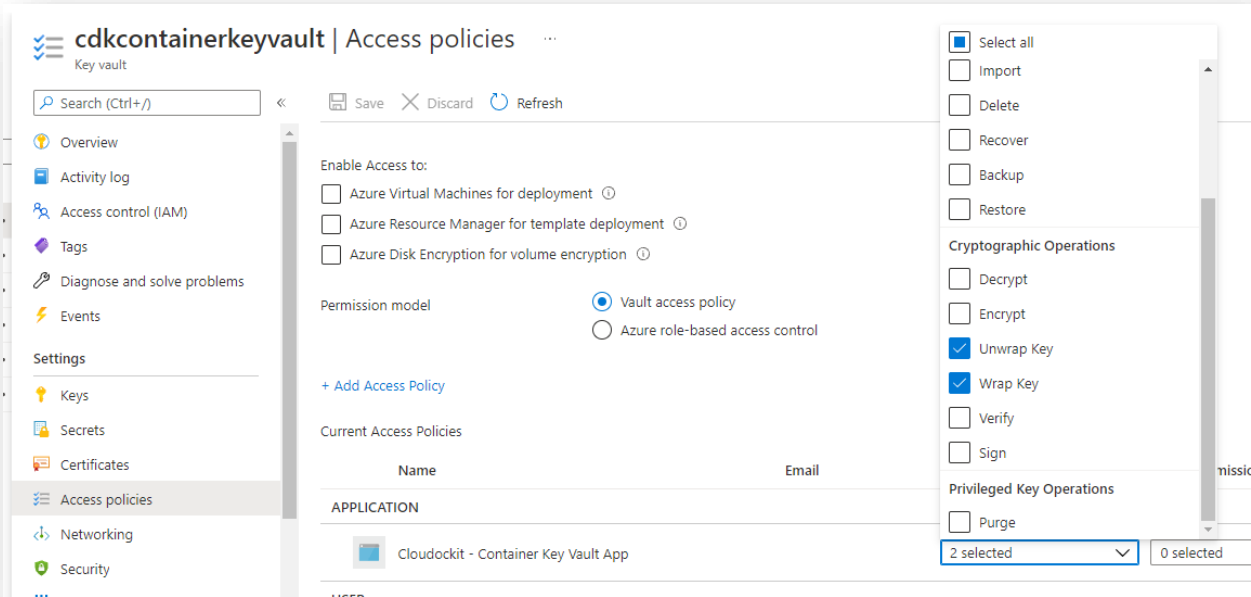 cdkcontainerkeyvault | Access policies ...
Key vault
Search (Ctrl+/)
«
Overview
Activity log
Access control (IAM)
Tags
Diagnose and solve problems
Events
Settings
Keys
Secrets
Certificates
Access policies
Networking
Security
Save Discard Refresh
Enable Access to:
Azure Virtual Machines for deployment
Azure Resource Manager for template deployment
Azure Disk Encryption for volume encryption
Permission model
Vault access policy
Azure role-based access control
+ Add Access Policy
Current Access Policies
Name Email
APPLICATION
Cloudockit - Container Key Vault App
Select all
Import
Delete
Recover
Backup
Restore
Cryptographic Operations
Decrypt
Encrypt
Unwrap Key
Wrap Key
Verify
Sign
Privileged Key Operations
Purge
2 selected
0 selected